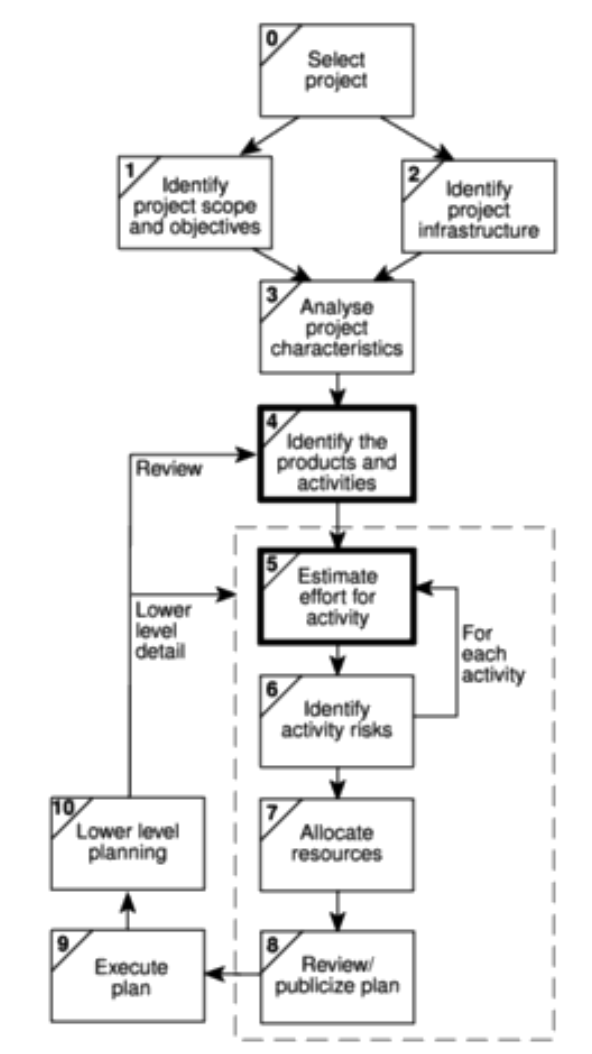 0
Select
project
1
Identify
project scope
and objectives
2
Identify
project
infrastructure
3
Analyse
project
characteristics
4
Identify the
products and
activities
Review
5
Estimate
effort for
activity
Lower
level
detail
For
each
activity
6
Identify
activity risks
7
Allocate
resources
10
Lower level
planning
8
Review/
publicize plan
9
Execute
plan